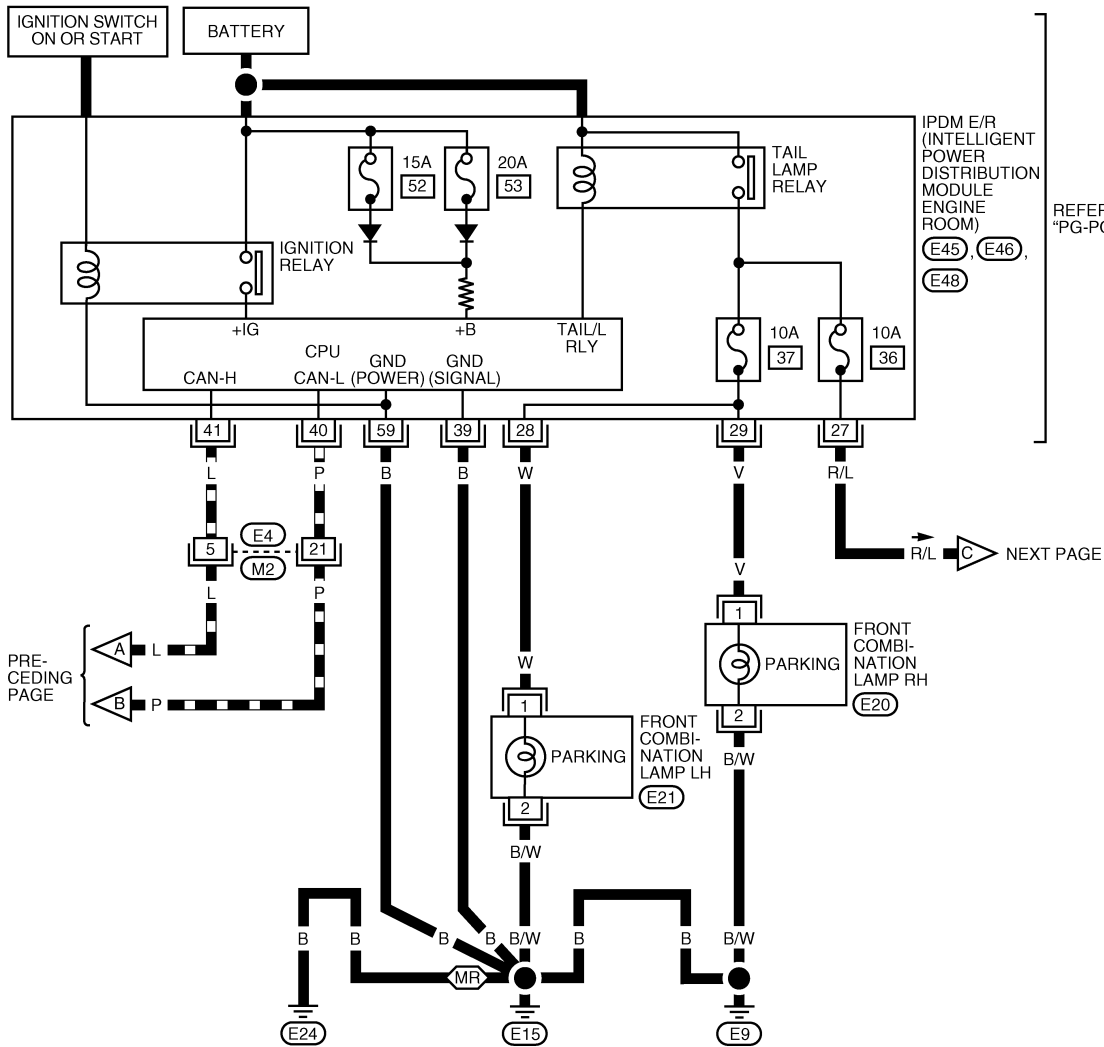 IGNITION SWITCH
ON OR START
BATTERY
IPDM E/R
(INTELLIGENT
POWER
DISTRIBUTION
MODULE
ENGINE
ROOM)
E45 , E46 ,
E48
REFER
"PG-PO
15A
52
20A
53
TAIL
LAMP
RELAY
IGNITION
RELAY
+IG
+B
TAIL/L
RLY
CPU
CAN-H
CAN-L
GND
(POWER)
GND
(SIGNAL)
10A
37
10A
36
41
40
59
39
28
29
27
L
P
B
B
W
V
R/L
5
E4
M2
21
R/L
C
NEXT PAGE
L
P
V
1
PARKING
2
FRONT
COMBI-
NATION
LAMP RH
E20
PRE-
CEDING
PAGE
A
L
B
P
W
1
PARKING
2
FRONT
COMBI-
NATION
LAMP LH
E21
B/W
B/W
B
B
B
B
B/W
B
B
B/W
MR
E24
E15
E9